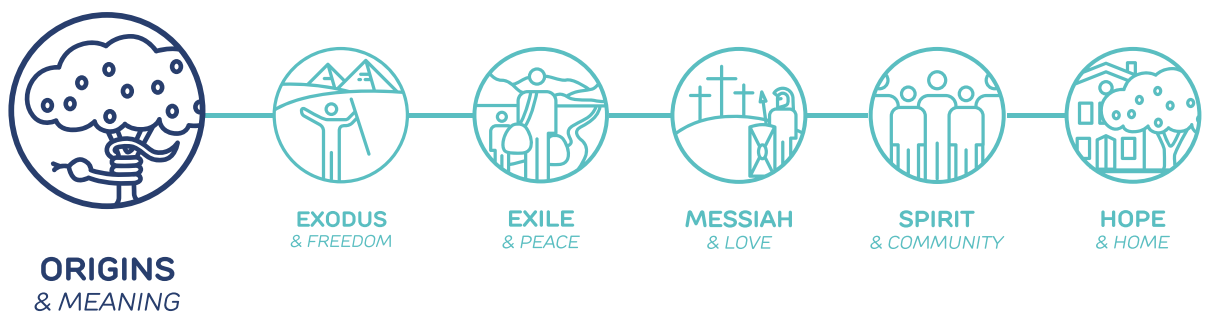 ORIGINS
& MEANING
EXODUS
& FREEDOM
EXILE
& PEACE
MESSIAH
& LOVE
SPIRIT
& COMMUNITY
HOPE
& HOME